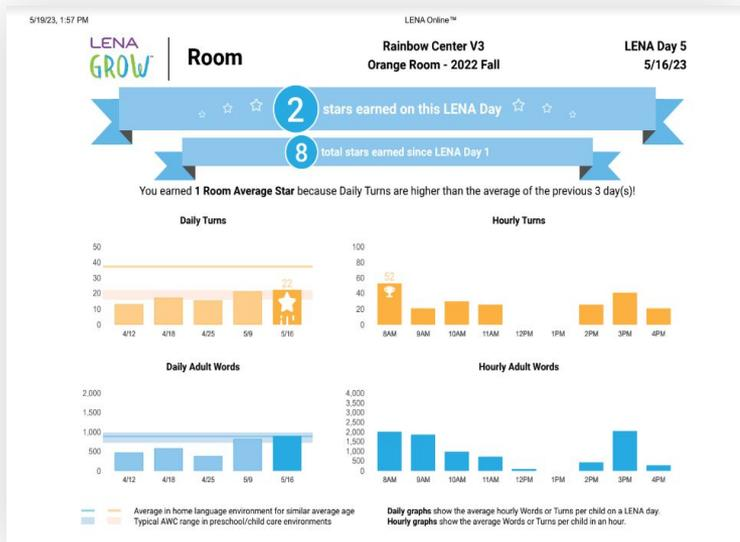 5/19/23, 1:57 PM
LENA Online™
LENA
GROW™
Room
Rainbow Center V3
Orange Room - 2022 Fall
LENA Day 5
5/16/23
2 stars earned on this LENA Day
8 total stars earned since LENA Day 1
You earned 1 Room Average Star because Daily Turns are higher than the average of the previous 3 day(s)!
Daily Turns
50
40
30
20
10
0
22
4/12 4/18 4/25 5/9 5/16
Hourly Turns
100
80
60
40
20
0
52
8AM 9AM 10AM 11AM 12PM 1PM 2PM 3PM 4PM
Daily Adult Words
2,000
1,500
1,000
500
0
4/12 4/18 4/25 5/9 5/16
Hourly Adult Words
4,000
3,500
3,000
2,500
2,000
1,500
1,000
500
0
8AM 9AM 10AM 11AM 12PM 1PM 2PM 3PM 4PM
Average in home language environment for similar average age
Typical AWC range in preschool/child care environments
Daily graphs show the average hourly Words or Turns per child on a LENA day.
Hourly graphs show the average Words or Turns per child in an hour.